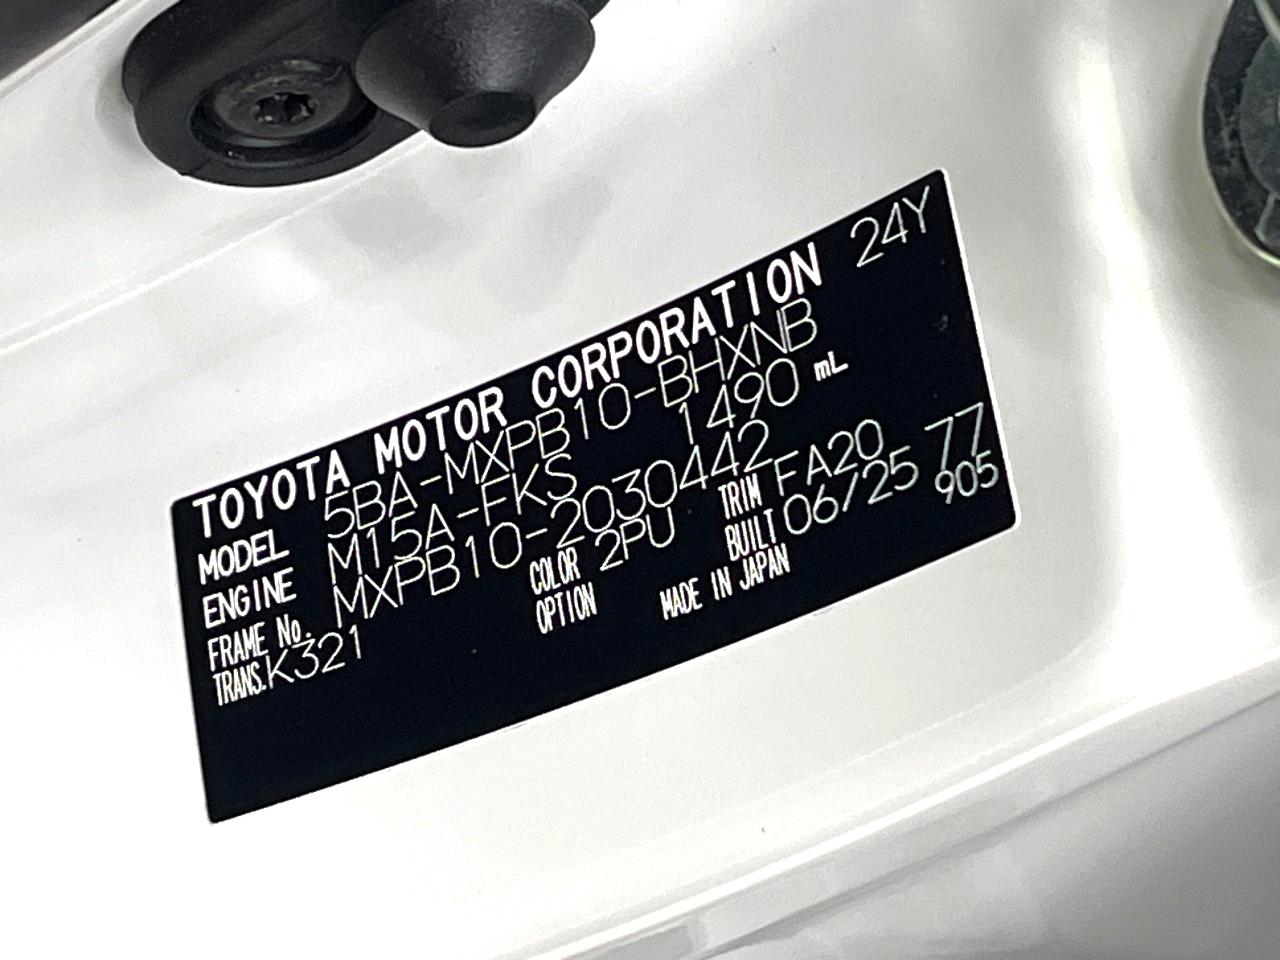 TOYOTA MOTOR CORPORATION 24Y
MODEL 5BA-MXPB10-BHXNB
ENGINE M15A-FKS 1490 mL
FRAME No. MXPB10-2030442
TRANS. K321 COLOR 2PU TRIM FA20 77
OPTION BUILT 06/25 905
MADE IN JAPAN